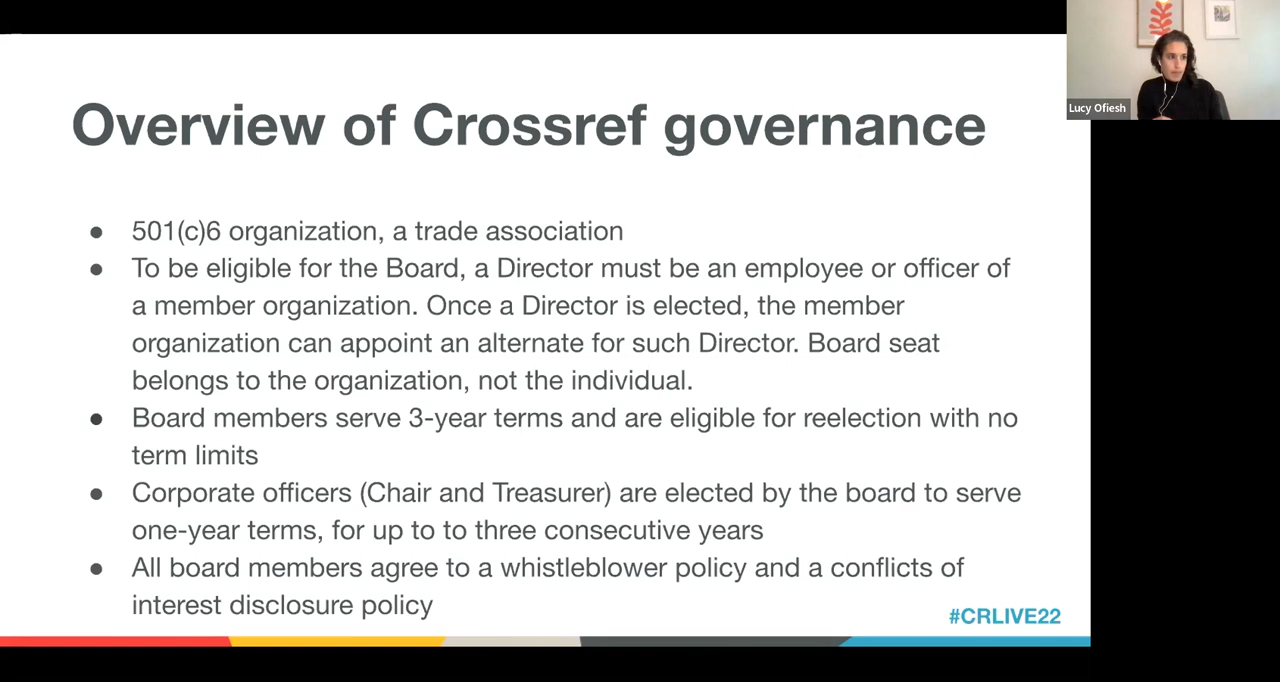 Overview of Crossref governance
Lucy Ofiesh
● 501(c)6 organization, a trade association
● To be eligible for the Board, a Director must be an employee or officer of
a member organization. Once a Director is elected, the member
organization can appoint an alternate for such Director. Board seat
belongs to the organization, not the individual.
● Board members serve 3-year terms and are eligible for reelection with no
term limits
● Corporate officers (Chair and Treasurer) are elected by the board to serve
one-year terms, for up to to three consecutive years
● All board members agree to a whistleblower policy and a conflicts of
interest disclosure policy
#CRLIVE22